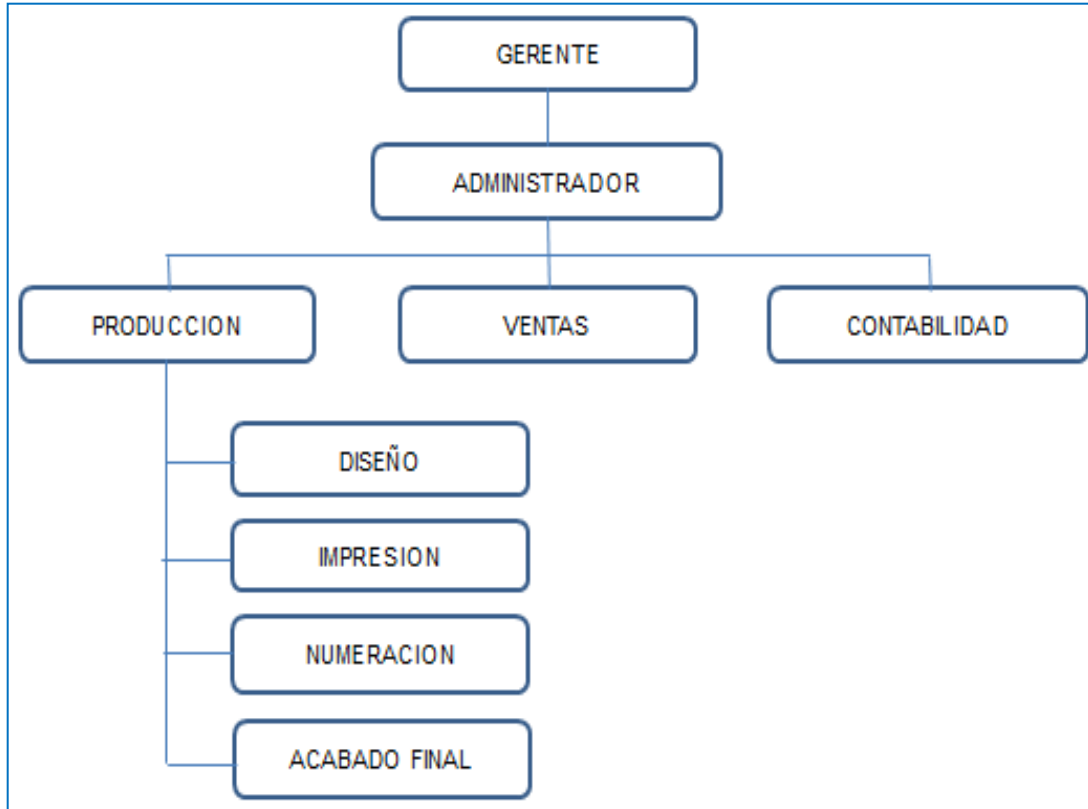 GERENTE
ADMINISTRADOR
PRODUCCION
VENTAS
CONTABILIDAD
DISEÑO
IMPRESION
NUMERACION
ACABADO FINAL